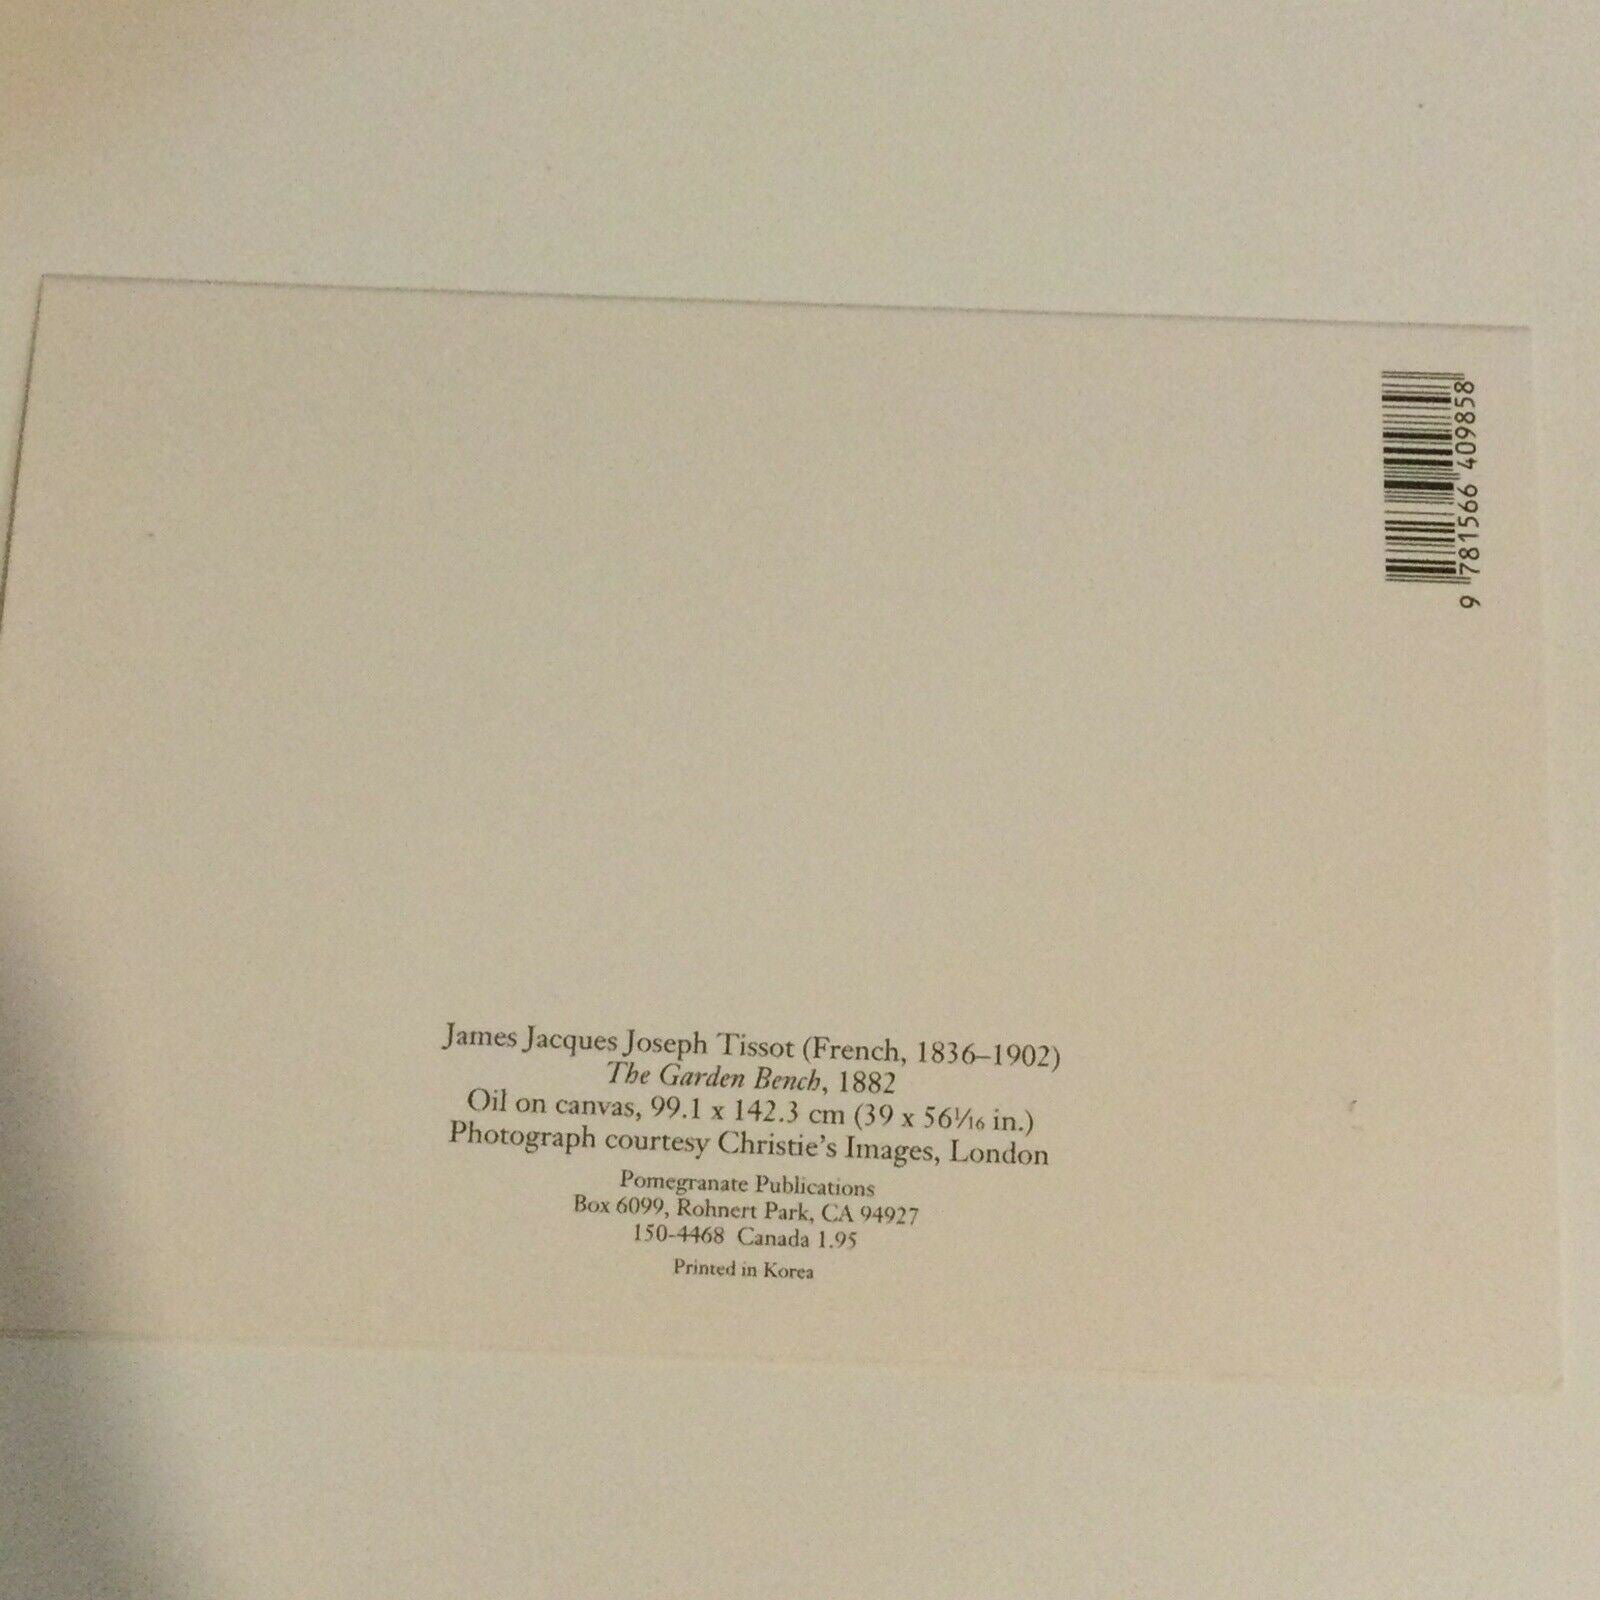 9 781566 409858
James Jacques Joseph Tissot (French, 1836–1902)
The Garden Bench, 1882
Oil on canvas, 99.1 x 142.3 cm (39 x 56 1/16 in.)
Photograph courtesy Christie's Images, London
Pomegranate Publications
Box 6099, Rohnert Park, CA 94927
150-4468 Canada 1.95
Printed in Korea